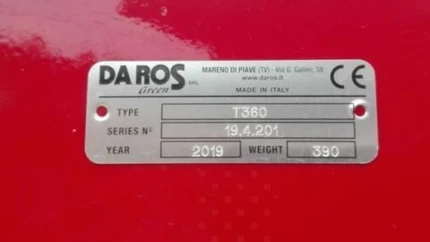 DA ROS SRL
Green
MARENO DI PIAVE (TV) - Via G. Galilei, 38
www.daros.it
CE
MADE IN ITALY
TYPE T360
SERIES Nº 19.4.201
YEAR 2019 WEIGHT 390